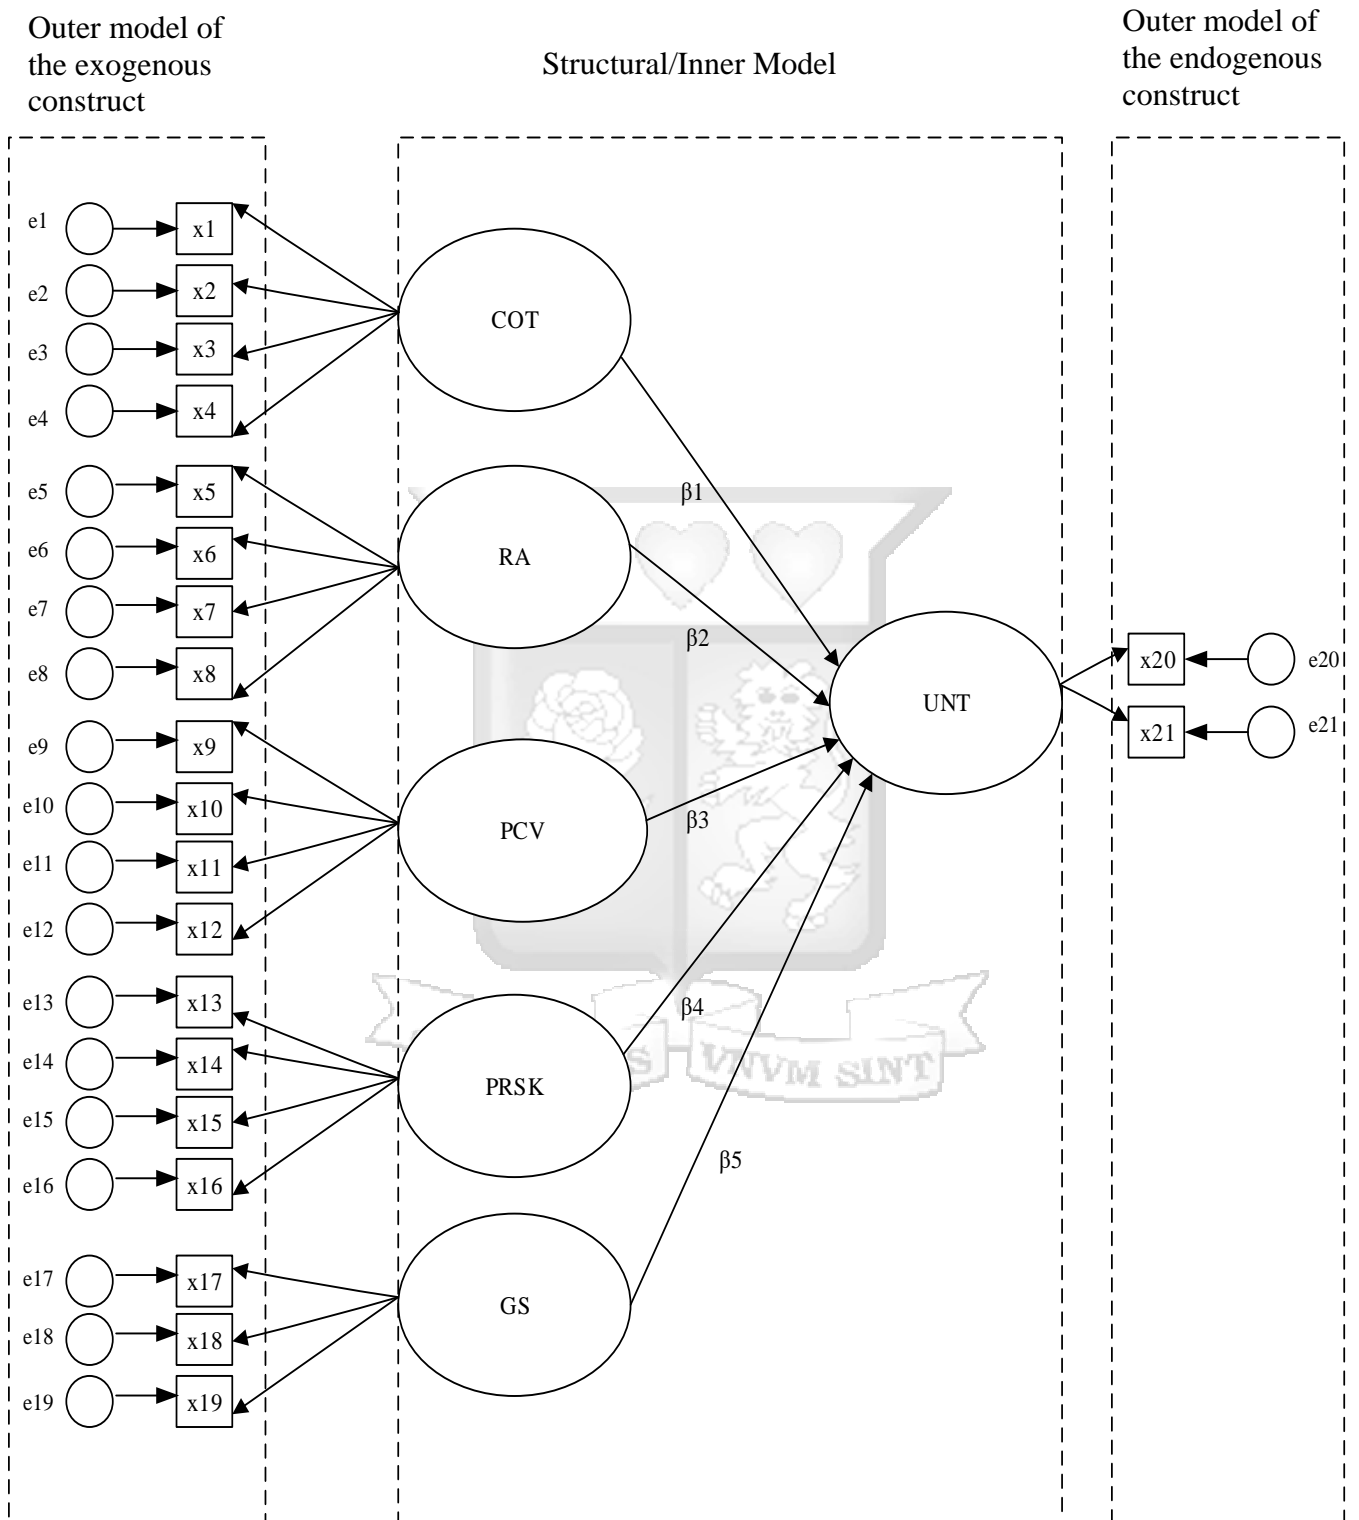 Outer model of
the exogenous
construct
Structural/Inner Model
Outer model of
the endogenous
construct
e1
x1
e2
x2
e3
x3
e4
x4
COT
e5
x5
e6
x6
e7
x7
e8
x8
RA
e9
x9
e10
x10
e11
x11
e12
x12
PCV
e13
x13
e14
x14
e15
x15
e16
x16
PRSK
e17
x17
e18
x18
e19
x19
GS
β1
β2
β3
β4
β5
UNT
x20
e20
x21
e21
VNVM SINT